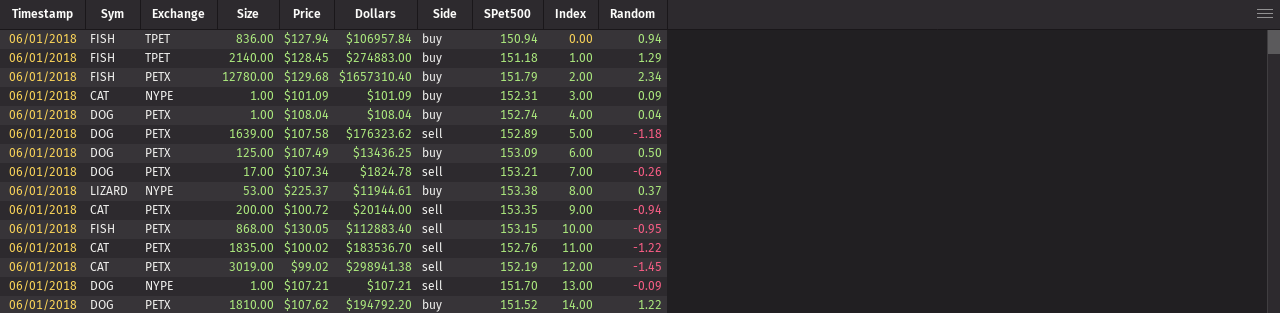 Timestamp Sym Exchange Size Price Dollars Side SPet500 Index Random
06/01/2018 FISH TPET 836.00 $127.94 $106957.84 buy 150.94 0.00 0.94
06/01/2018 FISH TPET 2140.00 $128.45 $274883.00 buy 151.18 1.00 1.29
06/01/2018 FISH PETX 12780.00 $129.68 $1657310.40 buy 151.79 2.00 2.34
06/01/2018 CAT NYPE 1.00 $101.09 $101.09 buy 152.31 3.00 0.09
06/01/2018 DOG PETX 1.00 $108.04 $108.04 buy 152.74 4.00 0.04
06/01/2018 DOG PETX 1639.00 $107.58 $176323.62 sell 152.89 5.00 -1.18
06/01/2018 DOG PETX 125.00 $107.49 $13436.25 buy 153.09 6.00 0.50
06/01/2018 DOG PETX 17.00 $107.34 $1824.78 sell 153.21 7.00 -0.26
06/01/2018 LIZARD NYPE 53.00 $225.37 $11944.61 buy 153.38 8.00 0.37
06/01/2018 CAT PETX 200.00 $100.72 $20144.00 sell 153.35 9.00 -0.94
06/01/2018 FISH PETX 868.00 $130.05 $112883.40 sell 153.15 10.00 -0.95
06/01/2018 CAT PETX 1835.00 $100.02 $183536.70 sell 152.76 11.00 -1.22
06/01/2018 CAT PETX 3019.00 $99.02 $298941.38 sell 152.19 12.00 -1.45
06/01/2018 DOG NYPE 1.00 $107.21 $107.21 sell 151.70 13.00 -0.09
06/01/2018 DOG PETX 1810.00 $107.62 $194792.20 buy 151.52 14.00 1.22